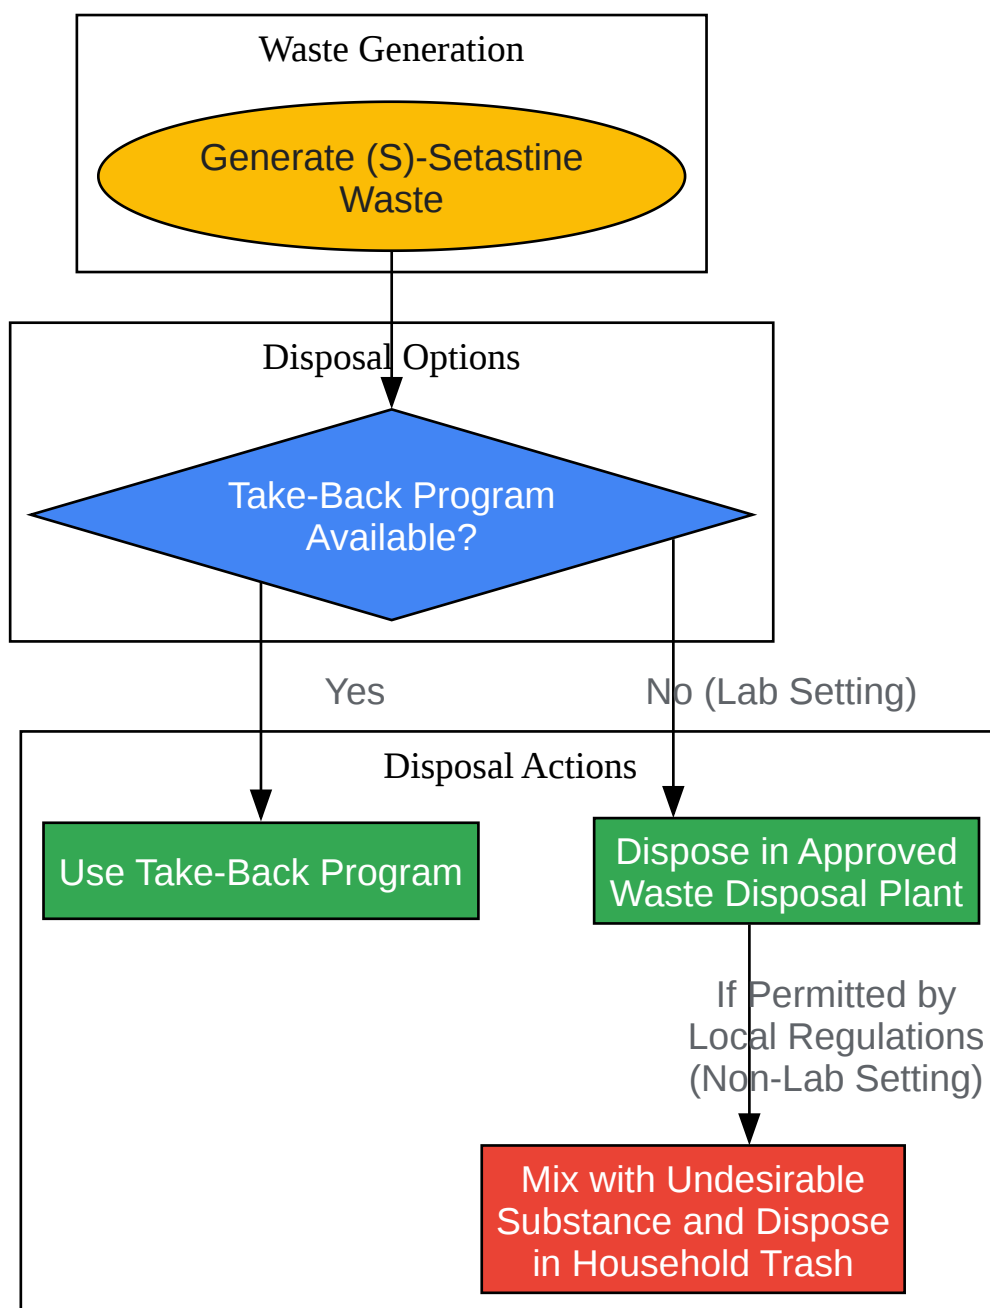 Waste Generation
Generate (S)-Setastine
Waste
Disposal Options
Take-Back Program
Available?
Yes
No (Lab Setting)
Disposal Actions
Use Take-Back Program
Dispose in Approved
Waste Disposal Plant
If Permitted by
Local Regulations
(Non-Lab Setting)
Mix with Undesirable
Substance and Dispose
in Household Trash